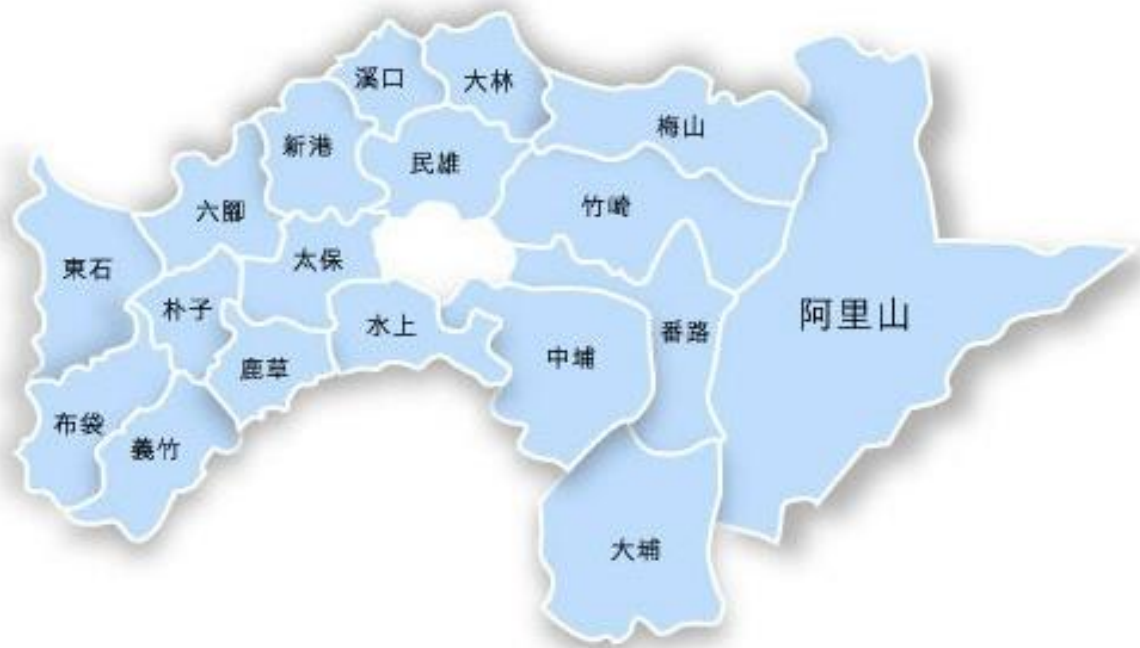 溪口
大林
梅山
新港
民雄
竹崎
六腳
太保
東石
朴子
水上
番路
阿里山
中埔
鹿草
布袋
義竹
大埔